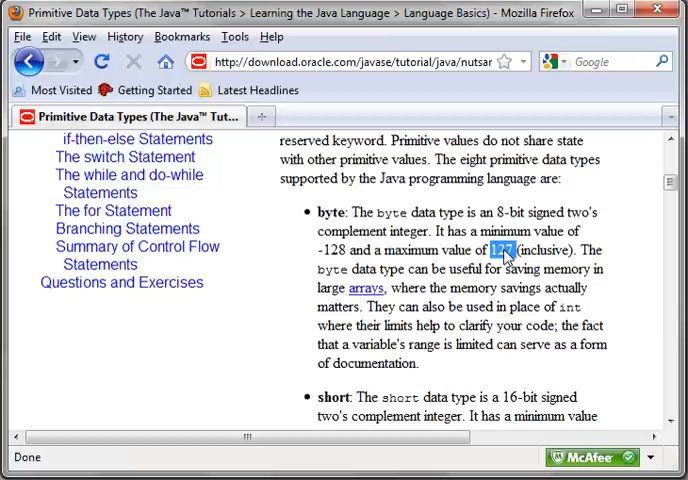 Primitive Data Types (The Java™ Tutorials > Learning the Java Language > Language Basics) - Mozilla Firefox
File Edit View History Bookmarks Tools Help
http://download.oracle.com/javase/tutorial/java/nutsar
Google
Most Visited Getting Started Latest Headlines
Primitive Data Types (The Java™ Tut...
if-then-else Statements
The switch Statement
The while and do-while
Statements
The for Statement
Branching Statements
Summary of Control Flow
Statements
Questions and Exercises
reserved keyword. Primitive values do not share state
with other primitive values. The eight primitive data types
supported by the Java programming language are:
• byte: The byte data type is an 8-bit signed two's
complement integer. It has a minimum value of
-128 and a maximum value of 127 (inclusive). The
byte data type can be useful for saving memory in
large arrays, where the memory savings actually
matters. They can also be used in place of int
where their limits help to clarify your code; the fact
that a variable's range is limited can serve as a form
of documentation.
• short: The short data type is a 16-bit signed
two's complement integer. It has a minimum value
Done
McAfee